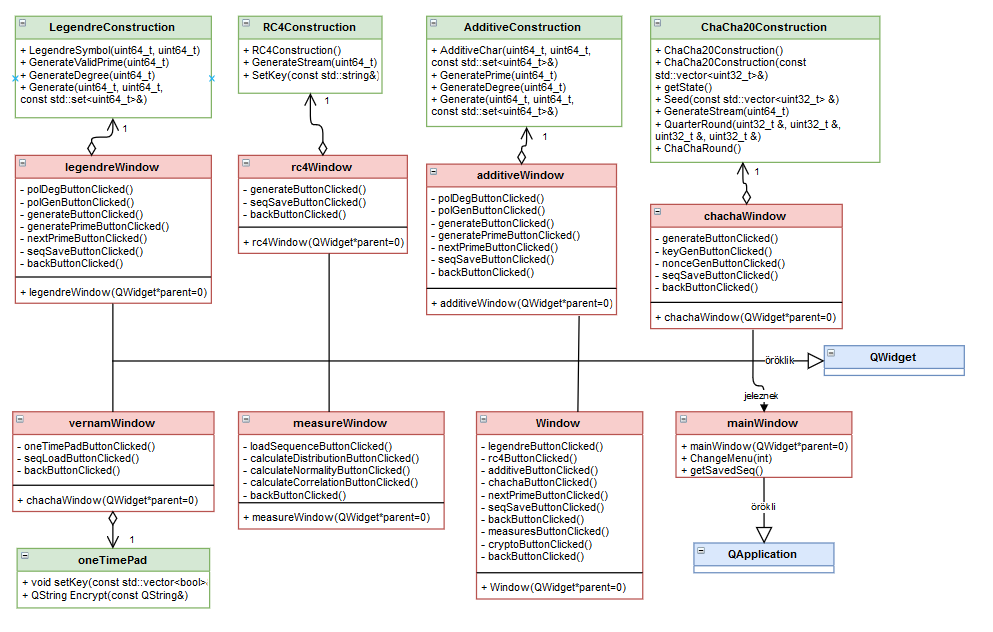 LegendreConstruction
+ LegendreSymbol(uint64_t, uint64_t)
+ GenerateValidPrime(uint64_t)
+ GenerateDegree(uint64_t)
+ Generate(uint64_t, uint64_t,
const std::set<uint64_t>&)
RC4Construction
+ RC4Construction()
+ GenerateStream(uint64_t)
+ SetKey(const std::string&)
AdditiveConstruction
+ AdditiveChar(uint64_t, uint64_t,
const std::set<uint64_t>&)
+ GeneratePrime(uint64_t)
+ GenerateDegree(uint64_t)
+ Generate(uint64_t, uint64_t,
const std::set<uint64_t>&)
ChaCha20Construction
+ ChaCha20Construction()
+ ChaCha20Construction(const
std::vector<uint32_t>&)
+ getState()
+ Seed(const std::vector<uint32_t> &)
+ GenerateStream(uint64_t)
+ QuarterRound(uint32_t &, uint32_t &,
uint32_t &, uint32_t &)
+ ChaChaRound()
1
1
1
1
legendreWindow
- polDegButtonClicked()
- polGenButtonClicked()
- generateButtonClicked()
- generatePrimeButtonClicked()
- nextPrimeButtonClicked()
- seqSaveButtonClicked()
- backButtonClicked()
+ legendreWindow(QWidget*parent=0)
rc4Window
- generateButtonClicked()
- seqSaveButtonClicked()
- backButtonClicked()
+ rc4Window(QWidget*parent=0)
additiveWindow
- polDegButtonClicked()
- polGenButtonClicked()
- generateButtonClicked()
- generatePrimeButtonClicked()
- nextPrimeButtonClicked()
- seqSaveButtonClicked()
- backButtonClicked()
+ additiveWindow(QWidget*parent=0)
chachaWindow
- generateButtonClicked()
- keyGenButtonClicked()
- nonceGenButtonClicked()
- seqSaveButtonClicked()
- backButtonClicked()
+ chachaWindow(QWidget*parent=0)
öröklik
QWidget
jeleznek
vernamWindow
- oneTimePadButtonClicked()
- seqLoadButtonClicked()
- backButtonClicked()
+ chachaWindow(QWidget*parent=0)
measureWindow
- loadSequenceButtonClicked()
- calculateDistributionButtonClicked()
- calculateNormalityButtonClicked()
- calculateCorrelationButtonClicked()
- backButtonClicked()
+ measureWindow(QWidget*parent=0)
Window
- legendreButtonClicked()
- rc4ButtonClicked()
- additiveButtonClicked()
- chachaButtonClicked()
- nextPrimeButtonClicked()
- seqSaveButtonClicked()
- backButtonClicked()
- measuresButtonClicked()
- cryptoButtonClicked()
- backButtonClicked()
+ Window(QWidget*parent=0)
mainWindow
+ mainWindow(QWidget*parent=0)
+ ChangeMenu(int)
+ getSavedSeq()
örökli
QApplication
1
oneTimePad
+ void setKey(const std::vector<bool>
+ QString Encrypt(const QString&)